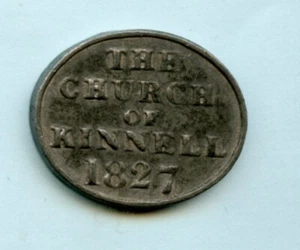 THE
CHURCH
OF
KINNELL
1827